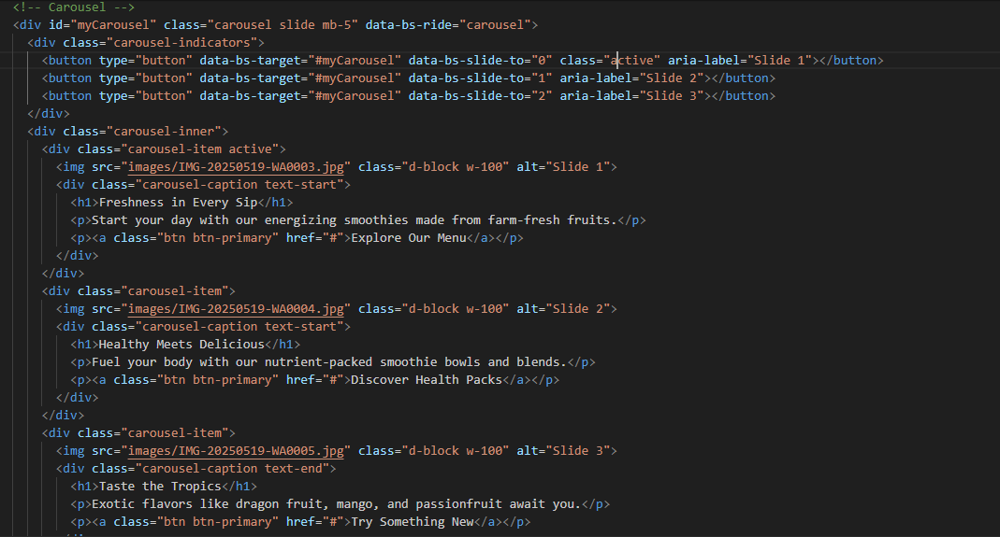 <!-- Carousel -->
<div id="myCarousel" class="carousel slide mb-5" data-bs-ride="carousel">
<div class="carousel-indicators">
<button type="button" data-bs-target="#myCarousel" data-bs-slide-to="0" class="active" aria-label="Slide 1"></button>
<button type="button" data-bs-target="#myCarousel" data-bs-slide-to="1" aria-label="Slide 2"></button>
<button type="button" data-bs-target="#myCarousel" data-bs-slide-to="2" aria-label="Slide 3"></button>
</div>
<div class="carousel-inner">
<div class="carousel-item active">
<img src="images/IMG-20250519-WA0003.jpg" class="d-block w-100" alt="Slide 1">
<div class="carousel-caption text-start">
<h1>Freshness in Every Sip</h1>
<p>Start your day with our energizing smoothies made from farm-fresh fruits.</p>
<p><a class="btn btn-primary" href="#">Explore Our Menu</a></p>
</div>
</div>
<div class="carousel-item">
<img src="images/IMG-20250519-WA0004.jpg" class="d-block w-100" alt="Slide 2">
<div class="carousel-caption text-start">
<h1>Healthy Meets Delicious</h1>
<p>Fuel your body with our nutrient-packed smoothie bowls and blends.</p>
<p><a class="btn btn-primary" href="#">Discover Health Packs</a></p>
</div>
</div>
<div class="carousel-item">
<img src="images/IMG-20250519-WA0005.jpg" class="d-block w-100" alt="Slide 3">
<div class="carousel-caption text-end">
<h1>Taste the Tropics</h1>
<p>Exotic flavors like dragon fruit, mango, and passionfruit await you.</p>
<p><a class="btn btn-primary" href="#">Try Something New</a></p>